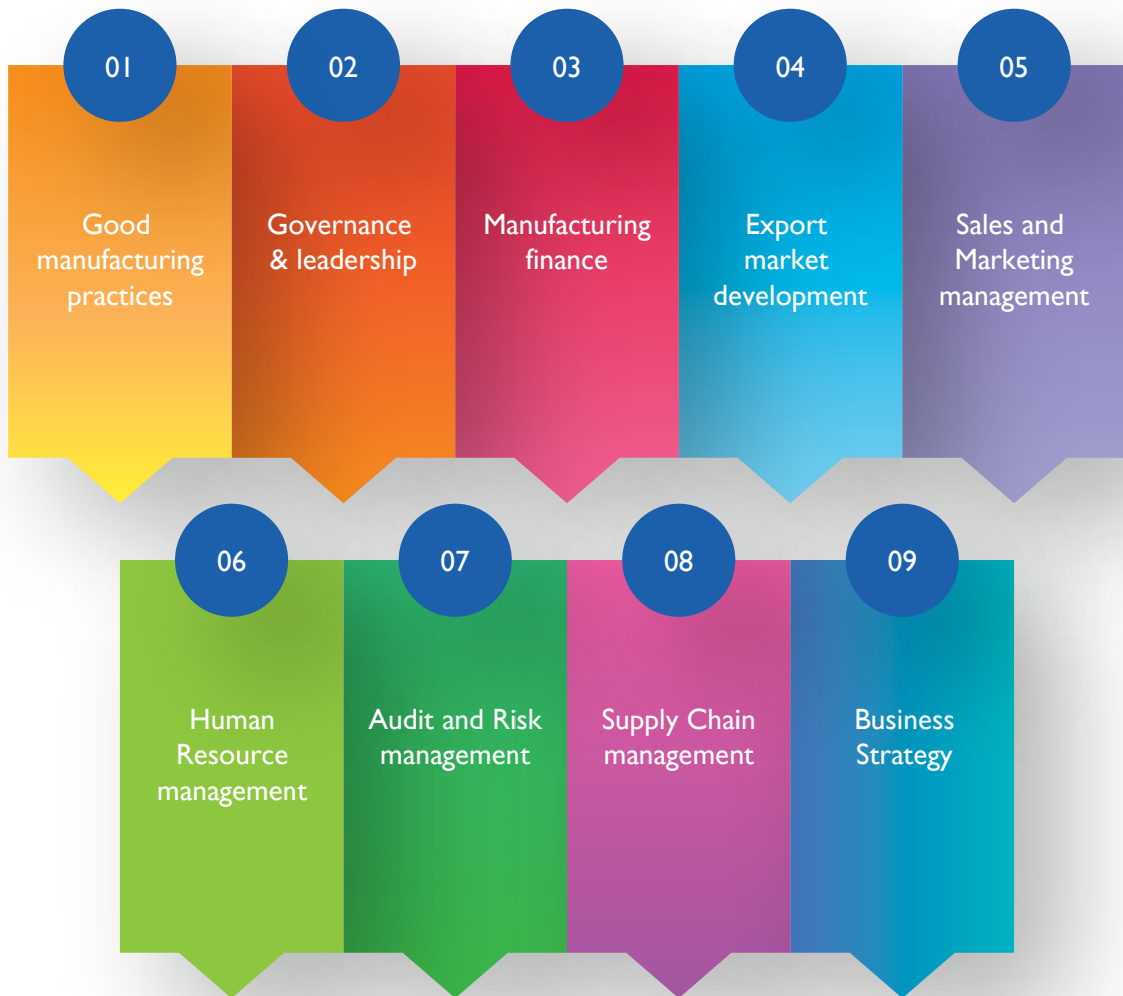 01
Good
manufacturing
practices
02
Governance
& leadership
03
Manufacturing
finance
04
Export
market
development
05
Sales and
Marketing
management
06
Human
Resource
management
07
Audit and Risk
management
08
Supply Chain
management
09
Business
Strategy